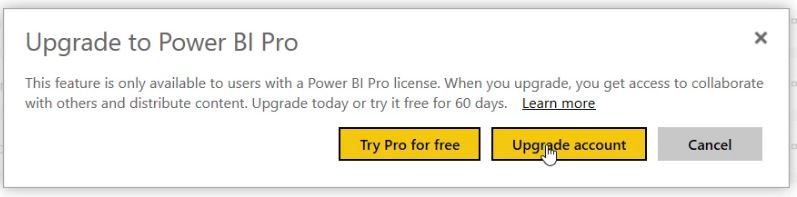 Upgrade to Power BI Pro
This feature is only available to users with a Power BI Pro license. When you upgrade, you get access to collaborate
with others and distribute content. Upgrade today or try it free for 60 days. Learn more
Try Pro for free Upgrade account Cancel